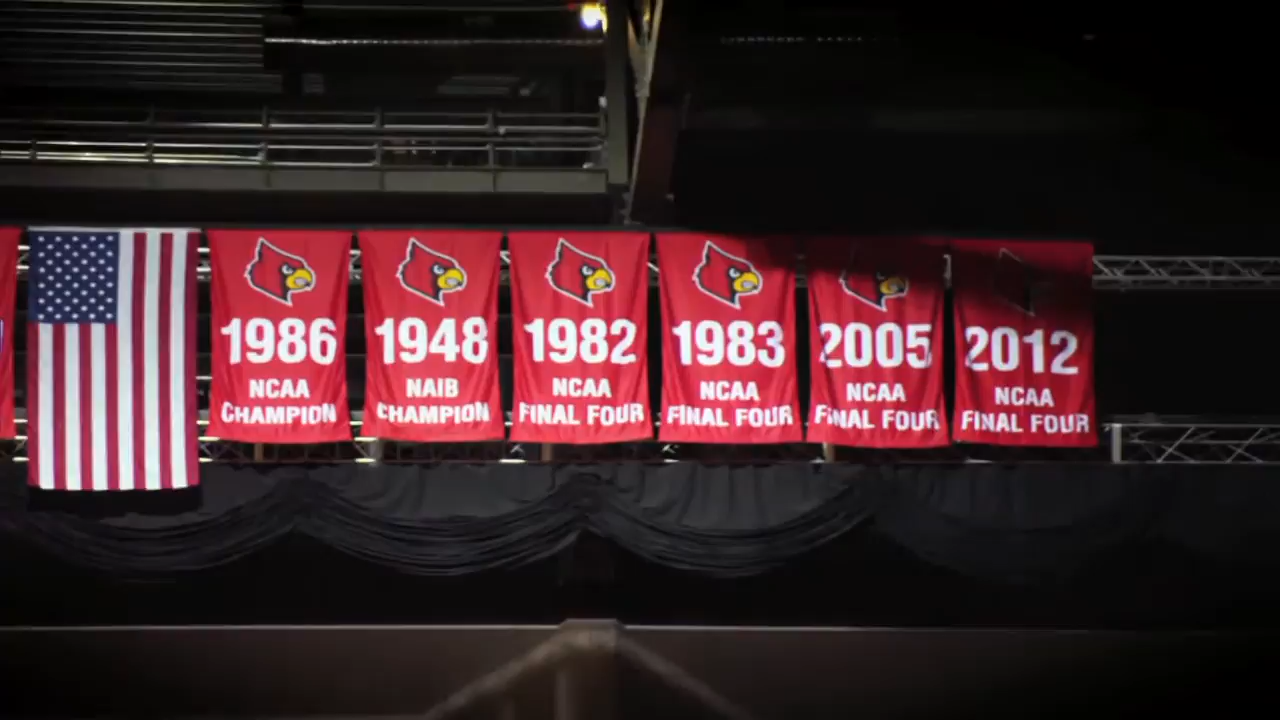 1986
NCAA
CHAMPION
1948
NAIB
CHAMPION
1982
NCAA
FINAL FOUR
1983
NCAA
FINAL FOUR
2005
NCAA
FINAL FOUR
2012
NCAA
FINAL FOUR